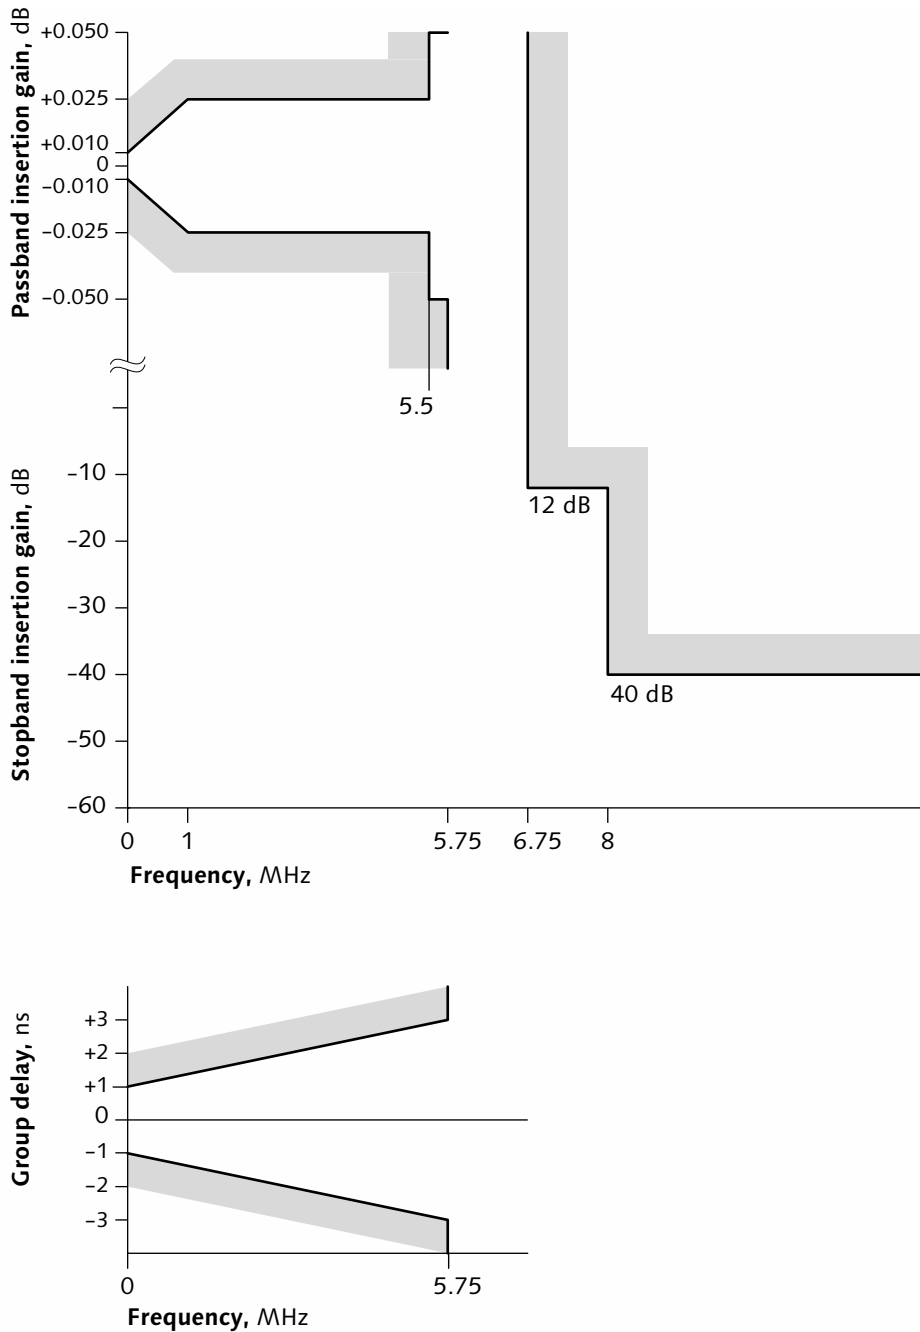 Passband insertion gain, dB
+0.050
+0.025
+0.010
0
−0.010
−0.025
−0.050
5.5
Stopband insertion gain, dB
−10
−20
−30
−40
−50
−60
12 dB
40 dB
0 1 5.75 6.75 8
Frequency, MHz
Group delay, ns
+3
+2
+1
0
−1
−2
−3
0 5.75
Frequency, MHz